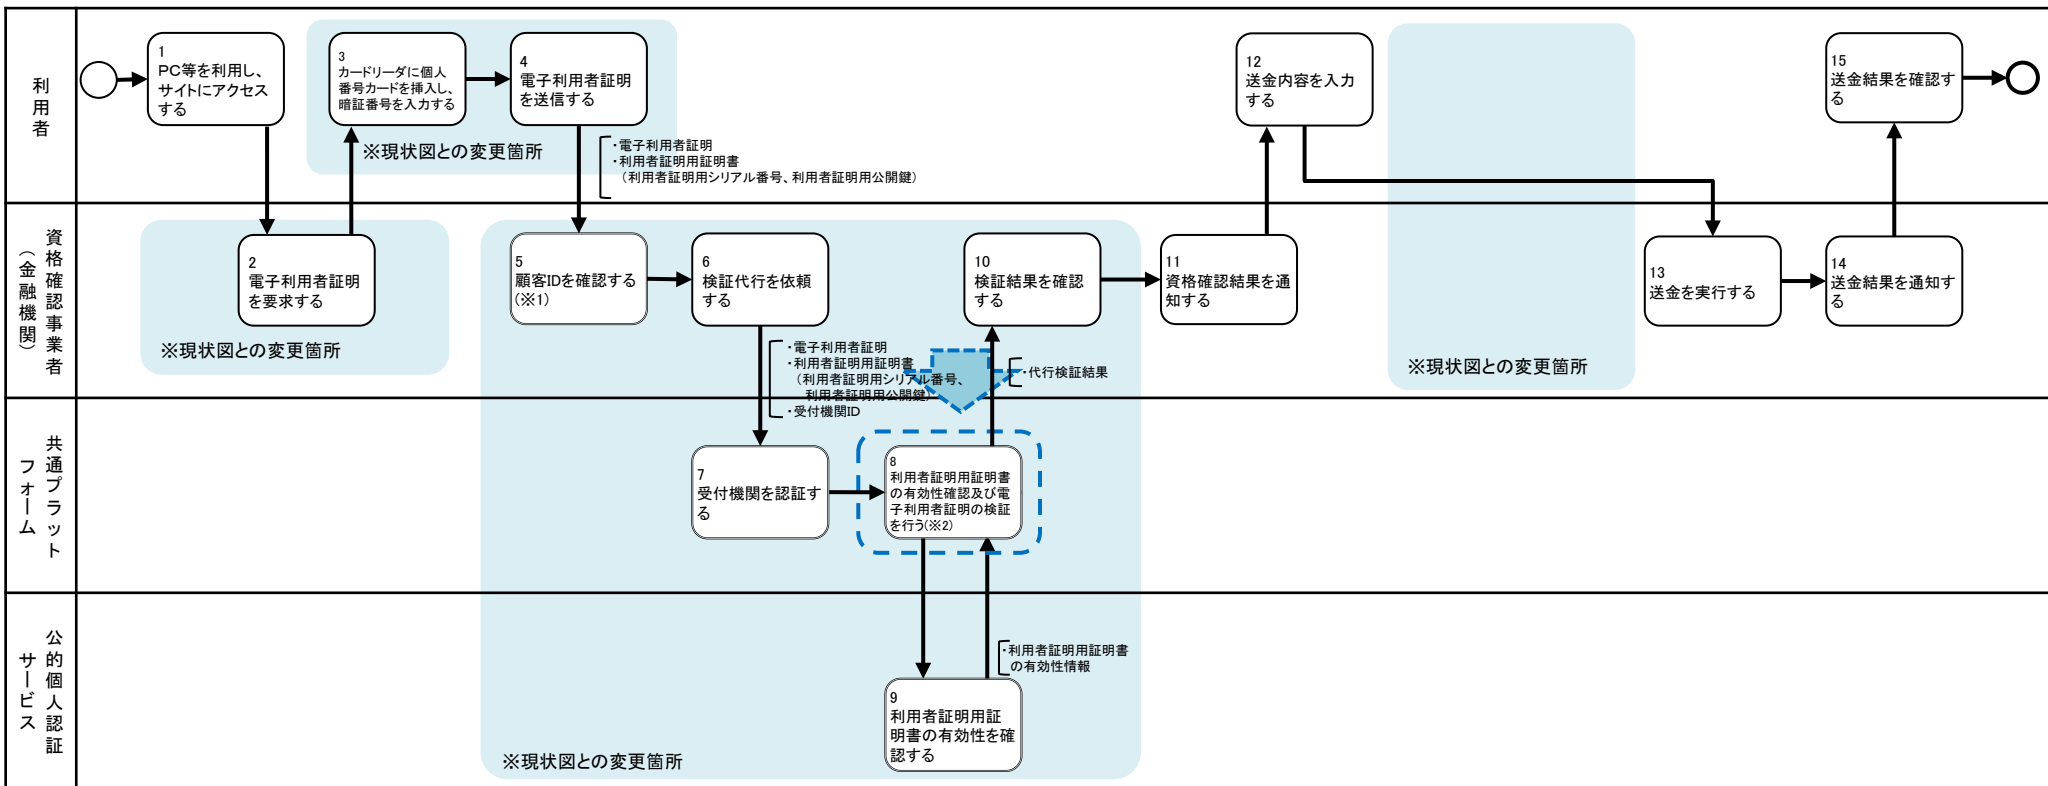 利用者
1
PC等を利用し、
サイトにアクセス
する
3
カードリーダに個人
番号カードを挿入し、
暗証番号を入力する
4
電子利用者証明
を送信する
※現状図との変更箇所
・電子利用者証明
・利用者証明用証明書
（利用者証明用シリアル番号、利用者証明用公開鍵）
12
送金内容を入力
する
15
送金結果を確認す
る
資格確認事業者
（金融機関）
2
電子利用者証明
を要求する
※現状図との変更箇所
5
顧客IDを確認する
(※1)
6
検証代行を依頼
する
10
検証結果を確認
する
11
資格確認結果を通
知する
13
送金を実行する
14
送金結果を通知す
る
※現状図との変更箇所
・電子利用者証明
・利用者証明用証明書
（利用者証明用シリアル番号、
利用者証明用公開鍵）
・受付機関ID
・代行検証結果
共通プラット
フォーム
7
受付機関を認証す
る
8
利用者証明用証明書
の有効性確認及び電
子利用者証明の検証
を行う(※2)
公的個人認証
サービス
・利用者証明用証明書
の有効性情報
9
利用者証明用証
明書の有効性を確
認する
※現状図との変更箇所